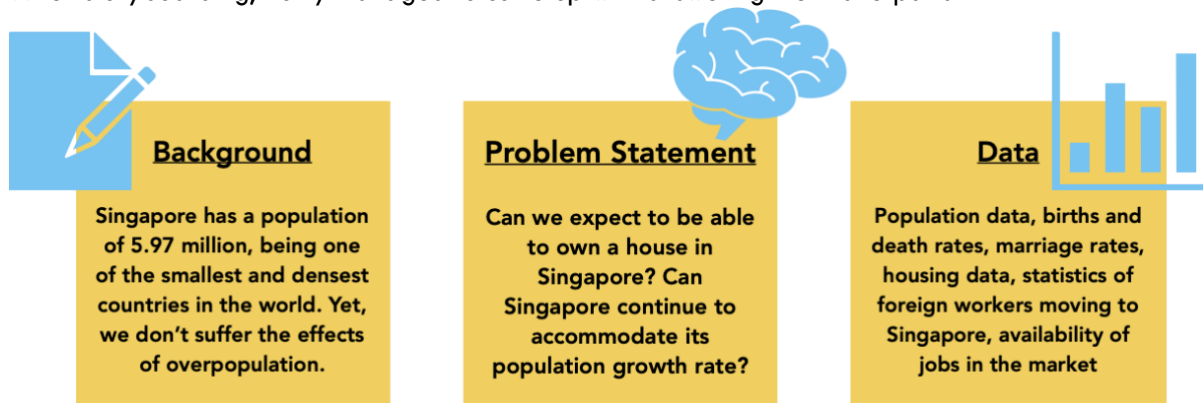 Background
Singapore has a population
of 5.97 million, being one
of the smallest and densest
countries in the world. Yet,
we don't suffer the effects
of overpopulation.
Problem Statement
Can we expect to be able
to own a house in
Singapore? Can
Singapore continue to
accommodate its
population growth rate?
Data
Population data, births and
death rates, marriage rates,
housing data, statistics of
foreign workers moving to
Singapore, availability of
jobs in the market